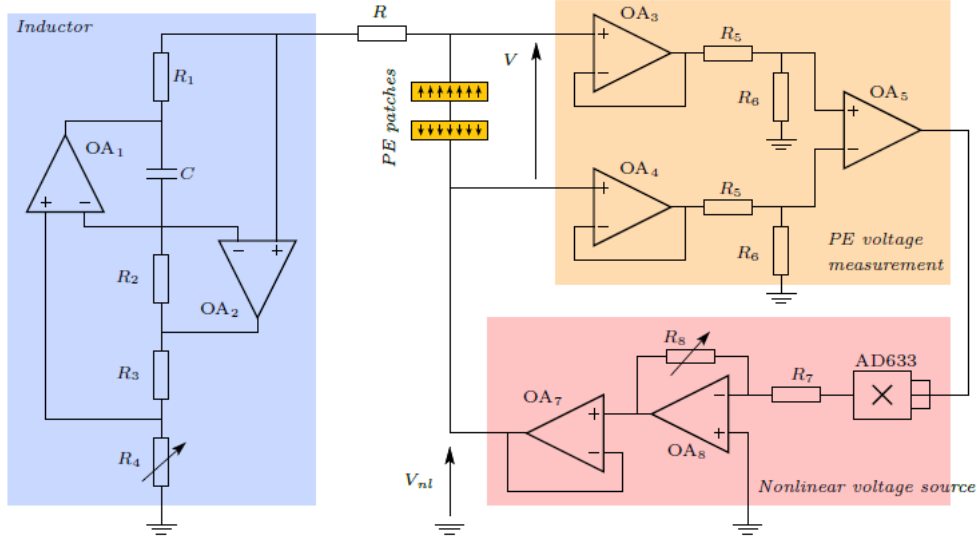 Inductor
R
OA₃
R₅
R₁
V
R₆
OA₅
PE patches
OA₁
C
OA₄
R₅
R₂
R₆
PE voltage
measurement
OA₂
R₃
R₈
AD633
R₇
OA₇
R₄
OA₈
Vₙₗ
Nonlinear voltage source